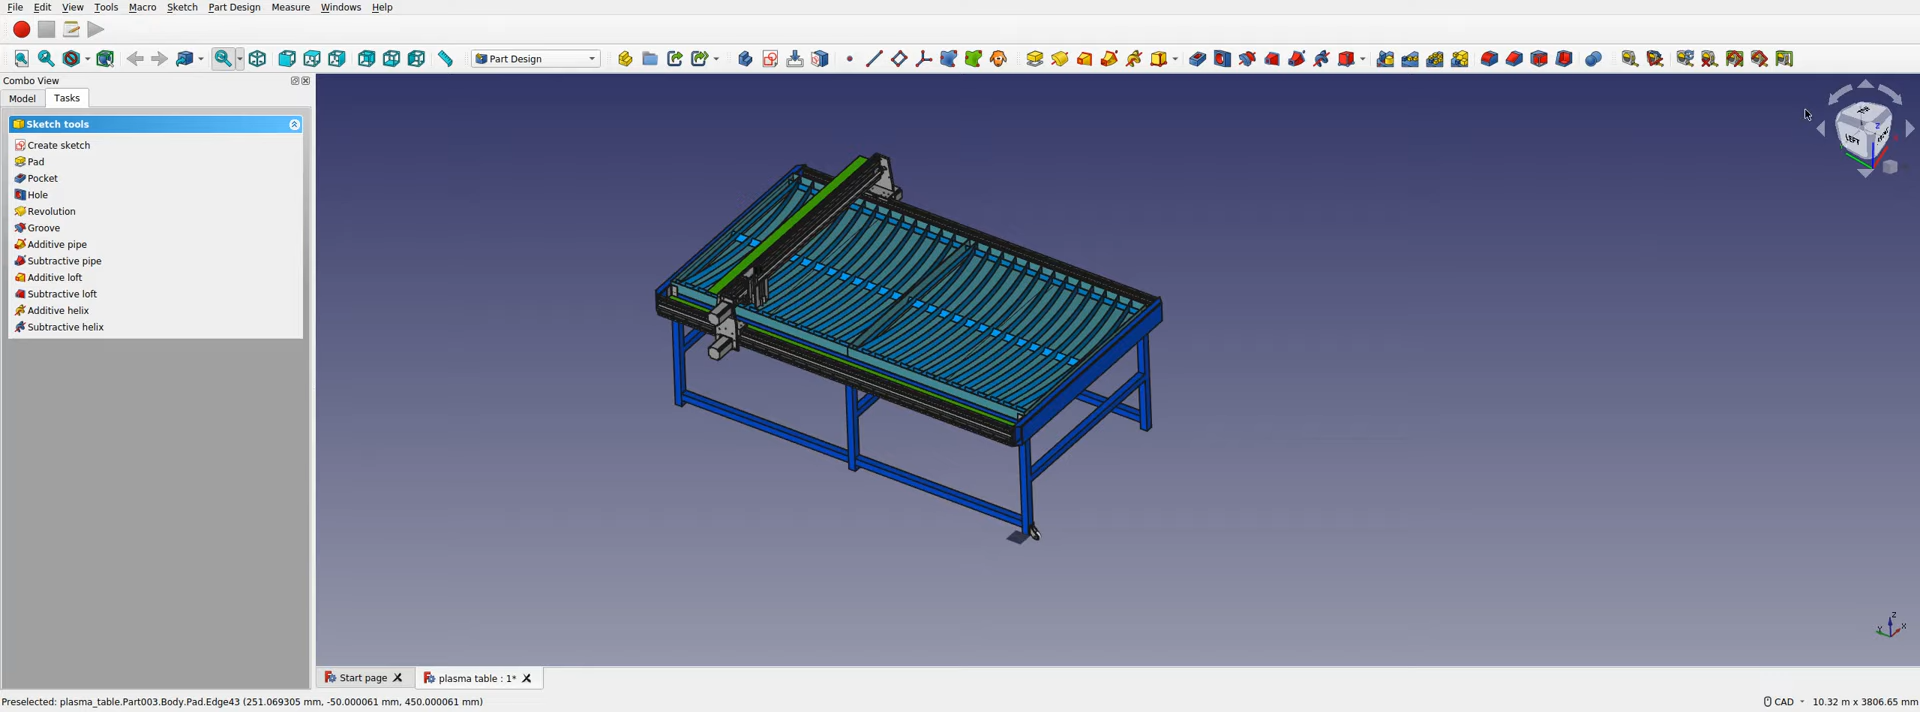 File Edit View Tools Macro Sketch Part Design Measure Windows Help
Part Design
Combo View
Model Tasks
Sketch tools
Create sketch
Pad
Pocket
Hole
Revolution
Groove
Additive pipe
Subtractive pipe
Additive loft
Subtractive loft
Additive helix
Subtractive helix
LEFT
Z
Z
X
Y
Start page
plasma table : 1*
Preselected: plasma_table.Part003.Body.Pad.Edge43 (251.069305 mm, -50.000061 mm, 450.000061 mm)
CAD
10.32 m x 3806.65 mm